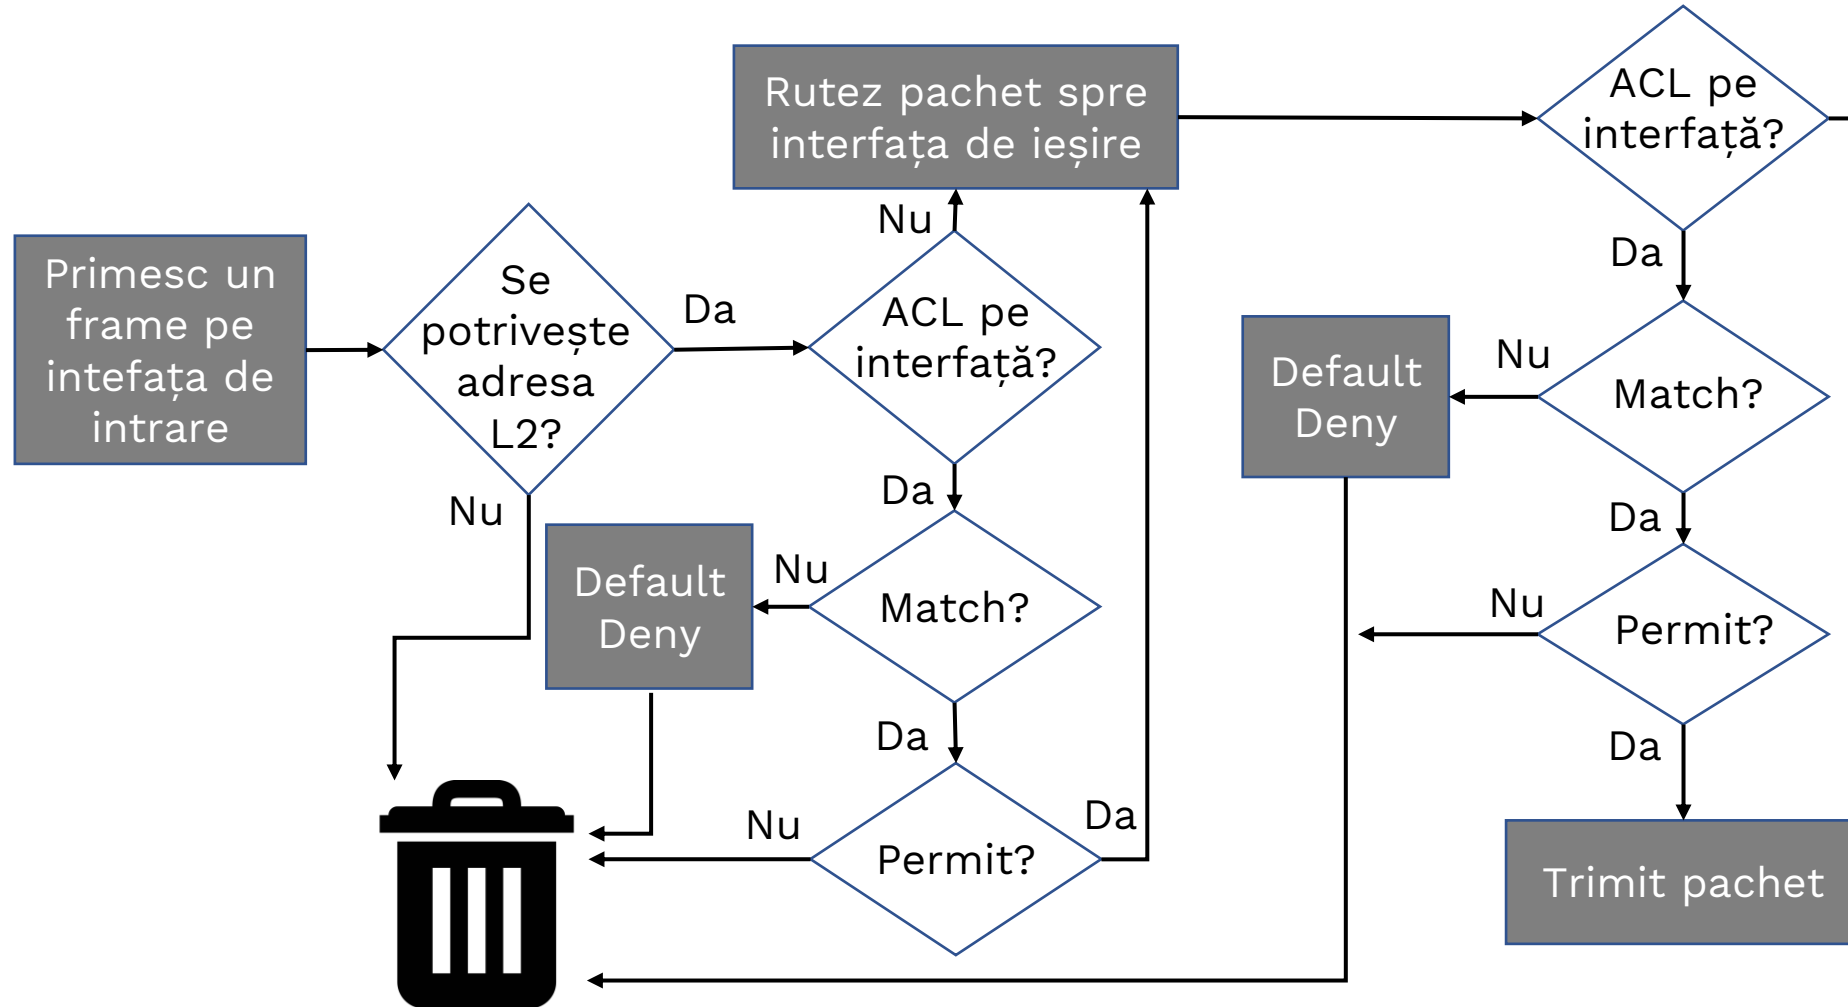 Primesc un
frame pe
intefața de
intrare
Se
potrivește
adresa
L2?
Nu
Da
ACL pe
interfață?
Nu
Rutez pachet spre
interfața de ieșire
Da
Match?
Nu
Default
Deny
Da
Permit?
Nu
Da
ACL pe
interfață?
Da
Match?
Nu
Default
Deny
Da
Permit?
Nu
Da
Trimit pachet